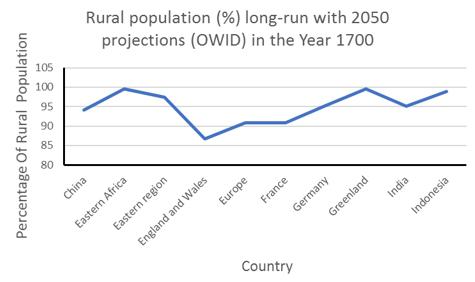 Rural population (%) long-run with 2050
projections (OWID) in the Year 1700
Percentage Of Rural Population
105
100
95
90
85
80
China
Eastern Africa
Eastern region
England and Wales
Europe
France
Germany
Greenland
India
Indonesia
Country